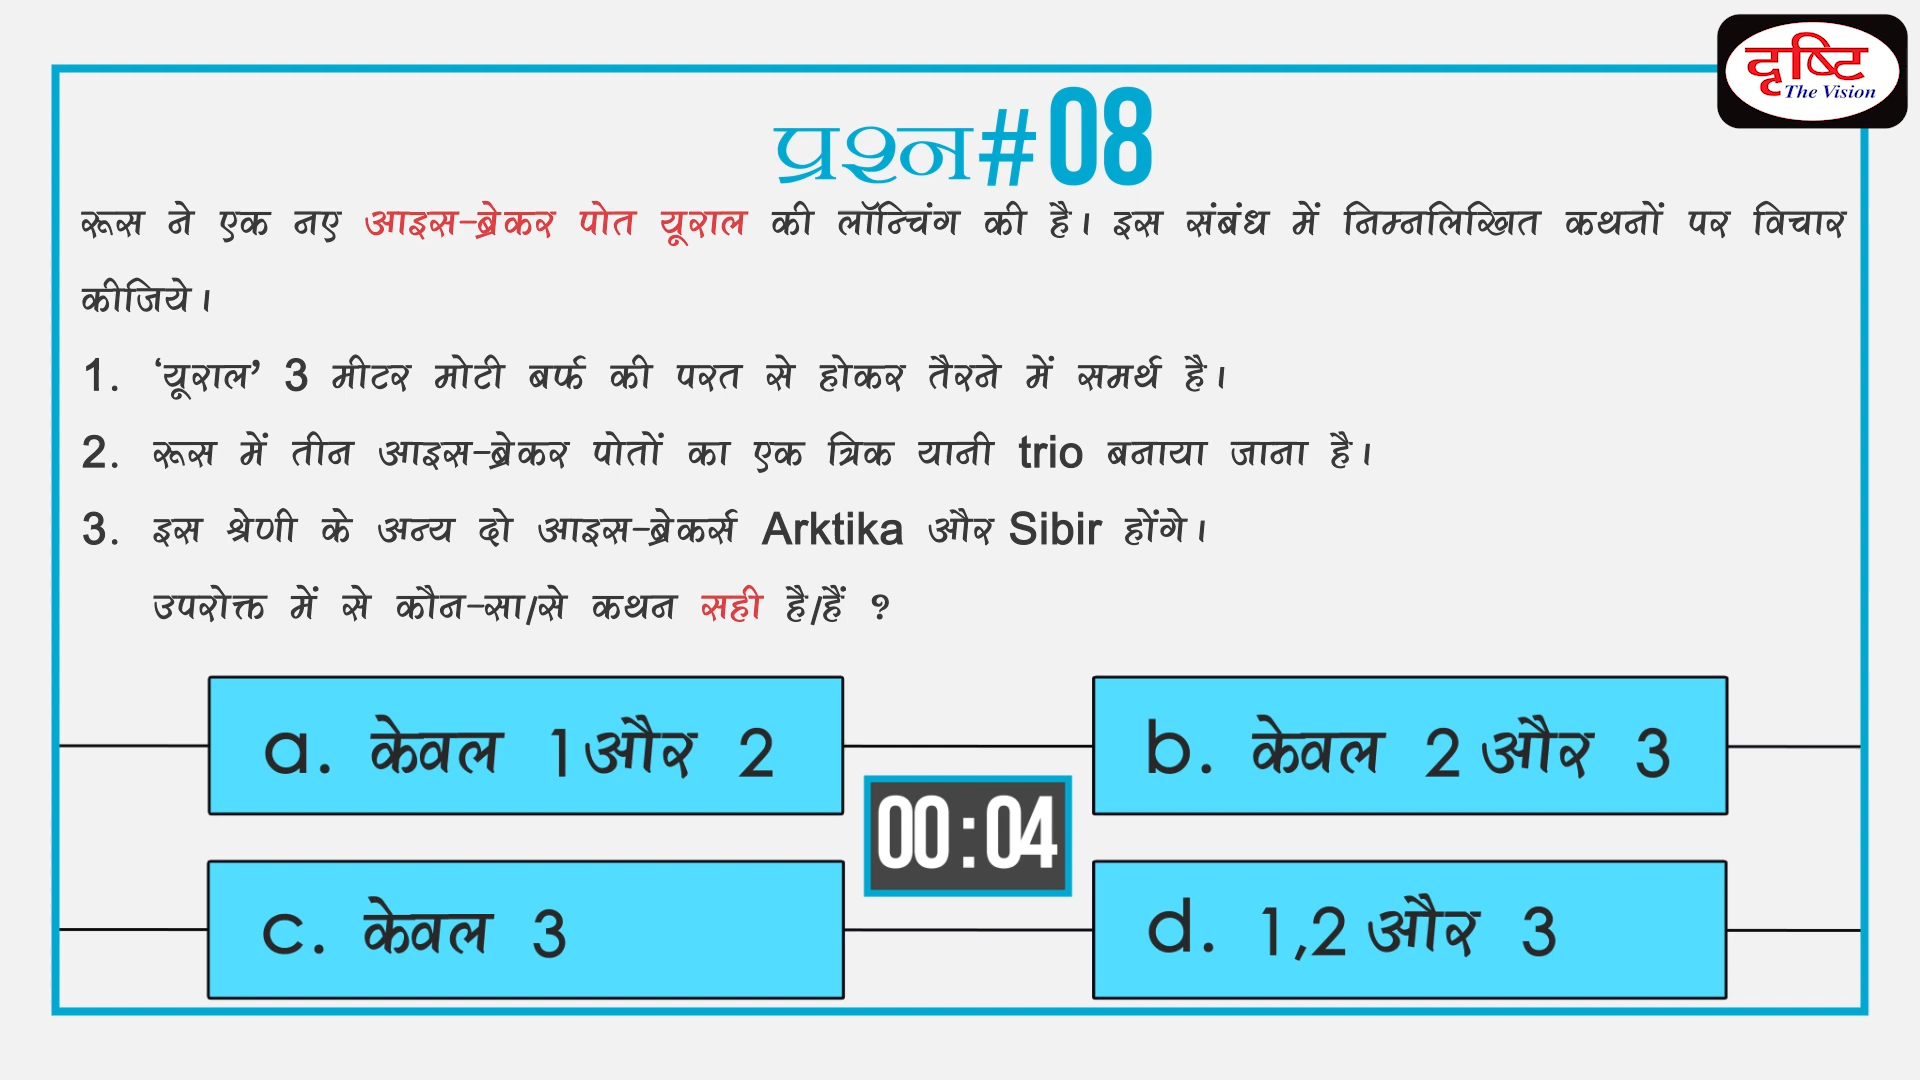 दृष्टि
The Vision
प्रश्न#08
रूस ने एक नए आइस-ब्रेकर पोत यूराल की लॉन्चिंग की है। इस संबंध में निम्नलिखित कथनों पर विचार
कीजिये।
1. ‘यूराल’ 3 मीटर मोटी बर्फ की परत से होकर तैरने में समर्थ है।
2. रूस में तीन आइस-ब्रेकर पोतों का एक त्रिक यानी trio बनाया जाना है।
3. इस श्रेणी के अन्य दो आइस-ब्रेकर्स Arktika और Sibir होंगे।
उपरोक्त में से कौन-सा/से कथन सही है/हैं ?
a. केवल 1और 2
b. केवल 2 और 3
00:04
c. केवल 3
d. 1,2 और 3